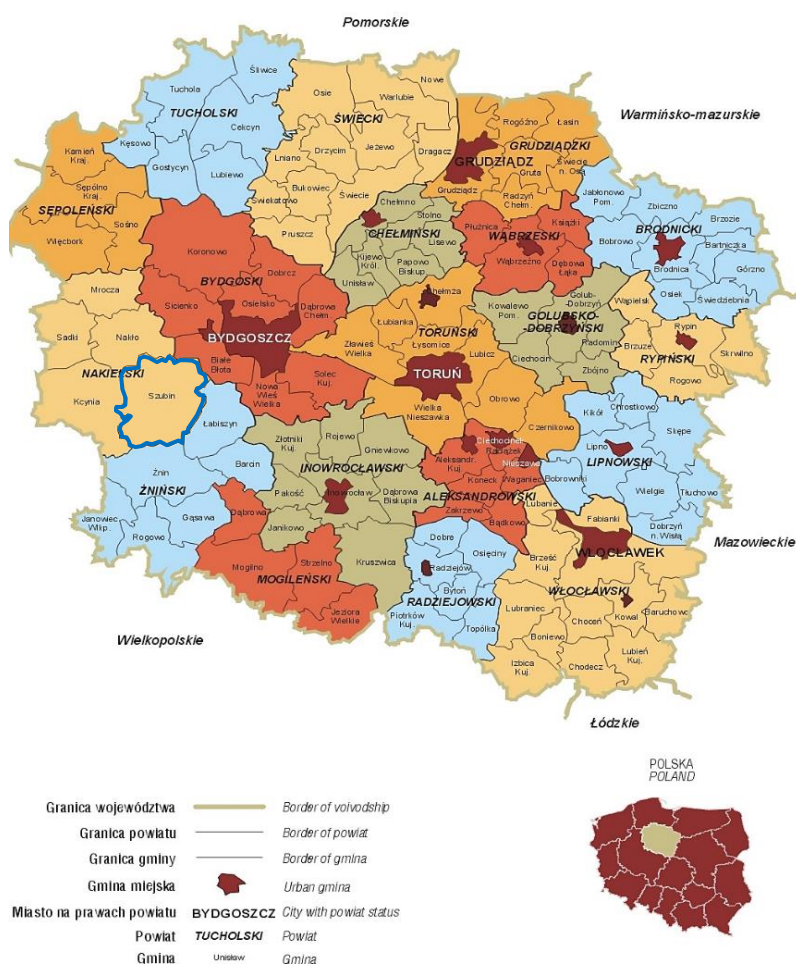 Pomorskie
Warmińsko-mazurskie
Mazowieckie
Łódzkie
Wielkopolskie
Śliwice
Tuchola
TUCHOLSKI
Cekcyn
Kęsowo
Gostycyn
Lubiewo
Nowe
Osie
Warlubie
ŚWIECKI
Drzycim
Jeżewo
Dragacz
Lniano
Bukowiec
Świekatowo
Świecie
Pruszcz
Rogóźno
Łasin
GRUDZIĄDZKI
GRUDZIĄDZ
Gruta
Świecie
n. Osą
Grudziądz
Radzyń
Chełm.
Kamień
Kraj.
Sępolno
Kraj.
SĘPOLEŃSKI
Sośno
Więcbork
Chełmno
Stolno
CHEŁMIŃSKI
Lisewo
Kijewo
Król.
Papowo
Biskup.
Unisław
Płużnica
Książki
WĄBRZESKI
Wąbrzeźno
Dębowa
Łąka
Jabłonowo
Pom.
Zbiczno
BRODNICKI
Brzozie
Bobrowo
Bartniczka
Brodnica
Górzno
Osiek
Świedziebnia
Koronowo
BYDGOSKI
Dobrcz
Sicienko
Osielsko
Dąbrowa
Chełm.
BYDGOSZCZ
Białe
Błota
Nowa
Wieś
Wielka
Solec
Kuj.
Mrocza
Sadki
Nakło
NAKIELSKI
Kcynia
Szubin
Chełmża
Łubianka
TORUŃSKI
Zławieś
Wielka
Łysomice
Lubicz
TORUŃ
Wielka
Nieszawka
Obrowo
Czernikowo
Kowalewo
Pom.
Golub-
Dobrzyń
GOLUBSKO-
DOBRZYŃSKI
Radomin
Ciechocin
Zbójno
Wąpielsk
Rypin
Brzuze
RYPIŃSKI
Skrwilno
Rogowo
Łabiszyn
Żnin
Barcin
ŻNIŃSKI
Janowiec
Wlkp.
Gąsawa
Rogowo
Złotniki
Kuj.
Rojewo
Gniewkowo
INOWROCŁAWSKI
Pakość
Inowrocław
Dąbrowa
Biskupia
Janikowo
Kruszwica
Ciechocinek
Raciążek
Aleksandr.
Kuj.
Nieszawa
Koneck
Waganiec
ALEKSANDROWSKI
Zakrzewo
Bądkowo
Kikół
Chrostkowo
Skępe
Lipno
LIPNOWSKI
Bobrowniki
Wielgie
Tłuchowo
Dobrzyń
n. Wisłą
Dąbrowa
Mogilno
Strzelno
MOGILEŃSKI
Jeziora
Wielkie
Dobre
Osięciny
Radziejów
Bytoń
RADZIEJOWSKI
Piotrków
Kuj.
Topólka
Lubanie
Fabianki
WŁOCŁAWEK
Brześć
Kuj.
WŁOCŁAWSKI
Lubraniec
Choceń
Kowal
Baruchowo
Boniewo
Izbica
Kuj.
Chodecz
Lubień
Kuj.
POLSKA
POLAND
Granica województwa Border of voivodship
Granica powiatu Border of powiat
Granica gminy Border of gmina
Gmina miejska Urban gmina
Miasto na prawach powiatu BYDGOSZCZ City with powiat status
Powiat TUCHOLSKI Powiat
Gmina Unisław Gmina